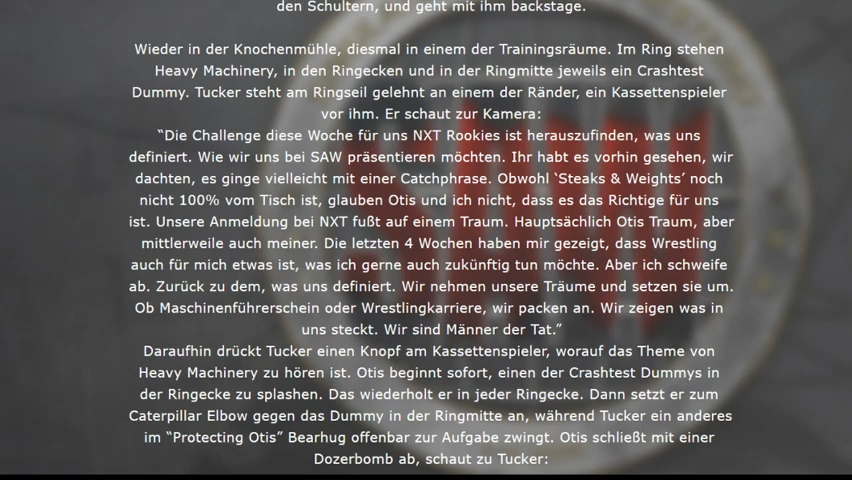 den Schultern, und geht mit ihm backstage.
Wieder in der Knochenmühle, diesmal in einem der Trainingsräume. Im Ring stehen
Heavy Machinery, in den Ringecken und in der Ringmitte jeweils ein Crashtest
Dummy. Tucker steht am Ringseil gelehnt an einem der Ränder, ein Kassettenspieler
vor ihm. Er schaut zur Kamera:
“Die Challenge diese Woche für uns NXT Rookies ist herauszufinden, was uns
definiert. Wie wir uns bei SAW präsentieren möchten. Ihr habt es vorhin gesehen, wir
dachten, es ginge vielleicht mit einer Catchphrase. Obwohl ‘Steaks & Weights’ noch
nicht 100% vom Tisch ist, glauben Otis und ich nicht, dass es das Richtige für uns
ist. Unsere Anmeldung bei NXT fußt auf einem Traum. Hauptsächlich Otis Traum, aber
mittlerweile auch meiner. Die letzten 4 Wochen haben mir gezeigt, dass Wrestling
auch für mich etwas ist, was ich gerne auch zukünftig tun möchte. Aber ich schweife
ab. Zurück zu dem, was uns definiert. Wir nehmen unsere Träume und setzen sie um.
Ob Maschinenführerschein oder Wrestlingkarriere, wir packen an. Wir zeigen was in
uns steckt. Wir sind Männer der Tat.”
Daraufhin drückt Tucker einen Knopf am Kassettenspieler, worauf das Theme von
Heavy Machinery zu hören ist. Otis beginnt sofort, einen der Crashtest Dummys in
der Ringecke zu splashen. Das wiederholt er in jeder Ringecke. Dann setzt er zum
Caterpillar Elbow gegen das Dummy in der Ringmitte an, während Tucker ein anderes
im “Protecting Otis” Bearhug offenbar zur Aufgabe zwingt. Otis schließt mit einer
Dozerbomb ab, schaut zu Tucker:
SAW